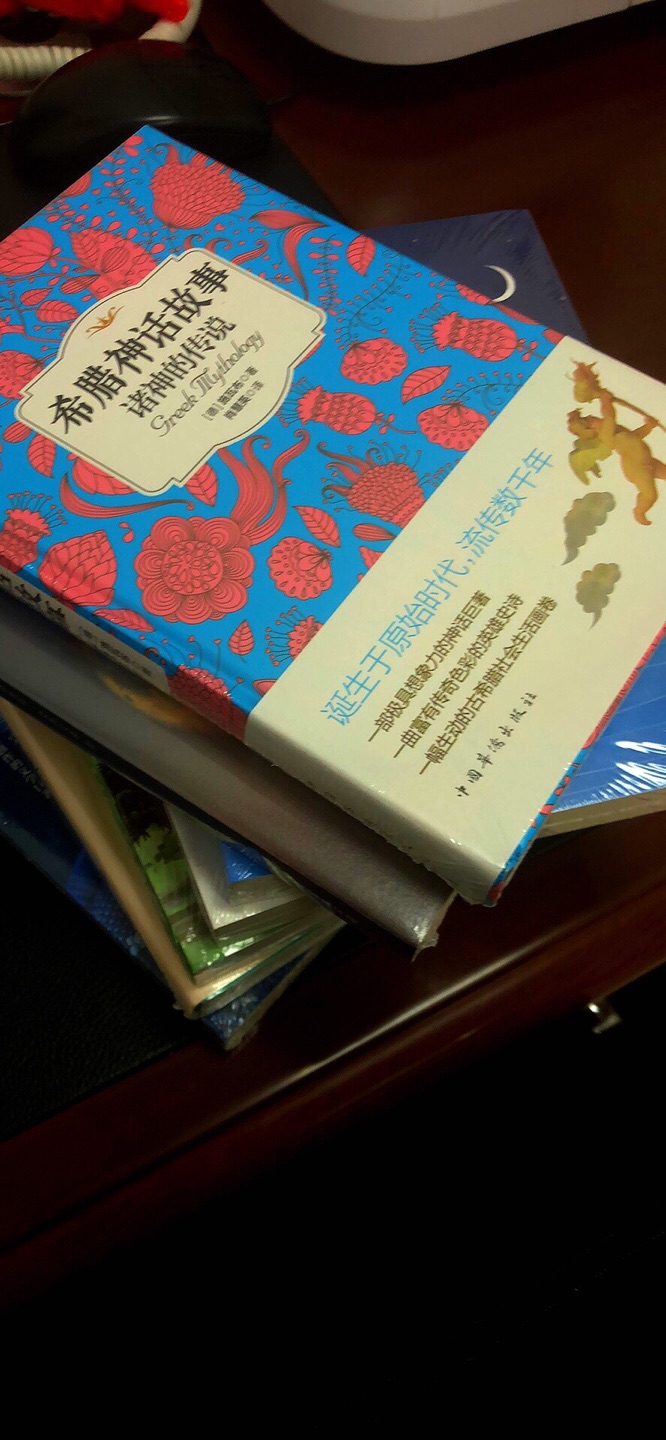 希腊神话故事
诸神的传说
Greek Mythology
诞生于原始时代，流传数千年
一部极具想象力的神话巨著
一曲富有传奇色彩的英雄史诗
一幅生动的古希腊社会生活画卷
中国华侨出版社